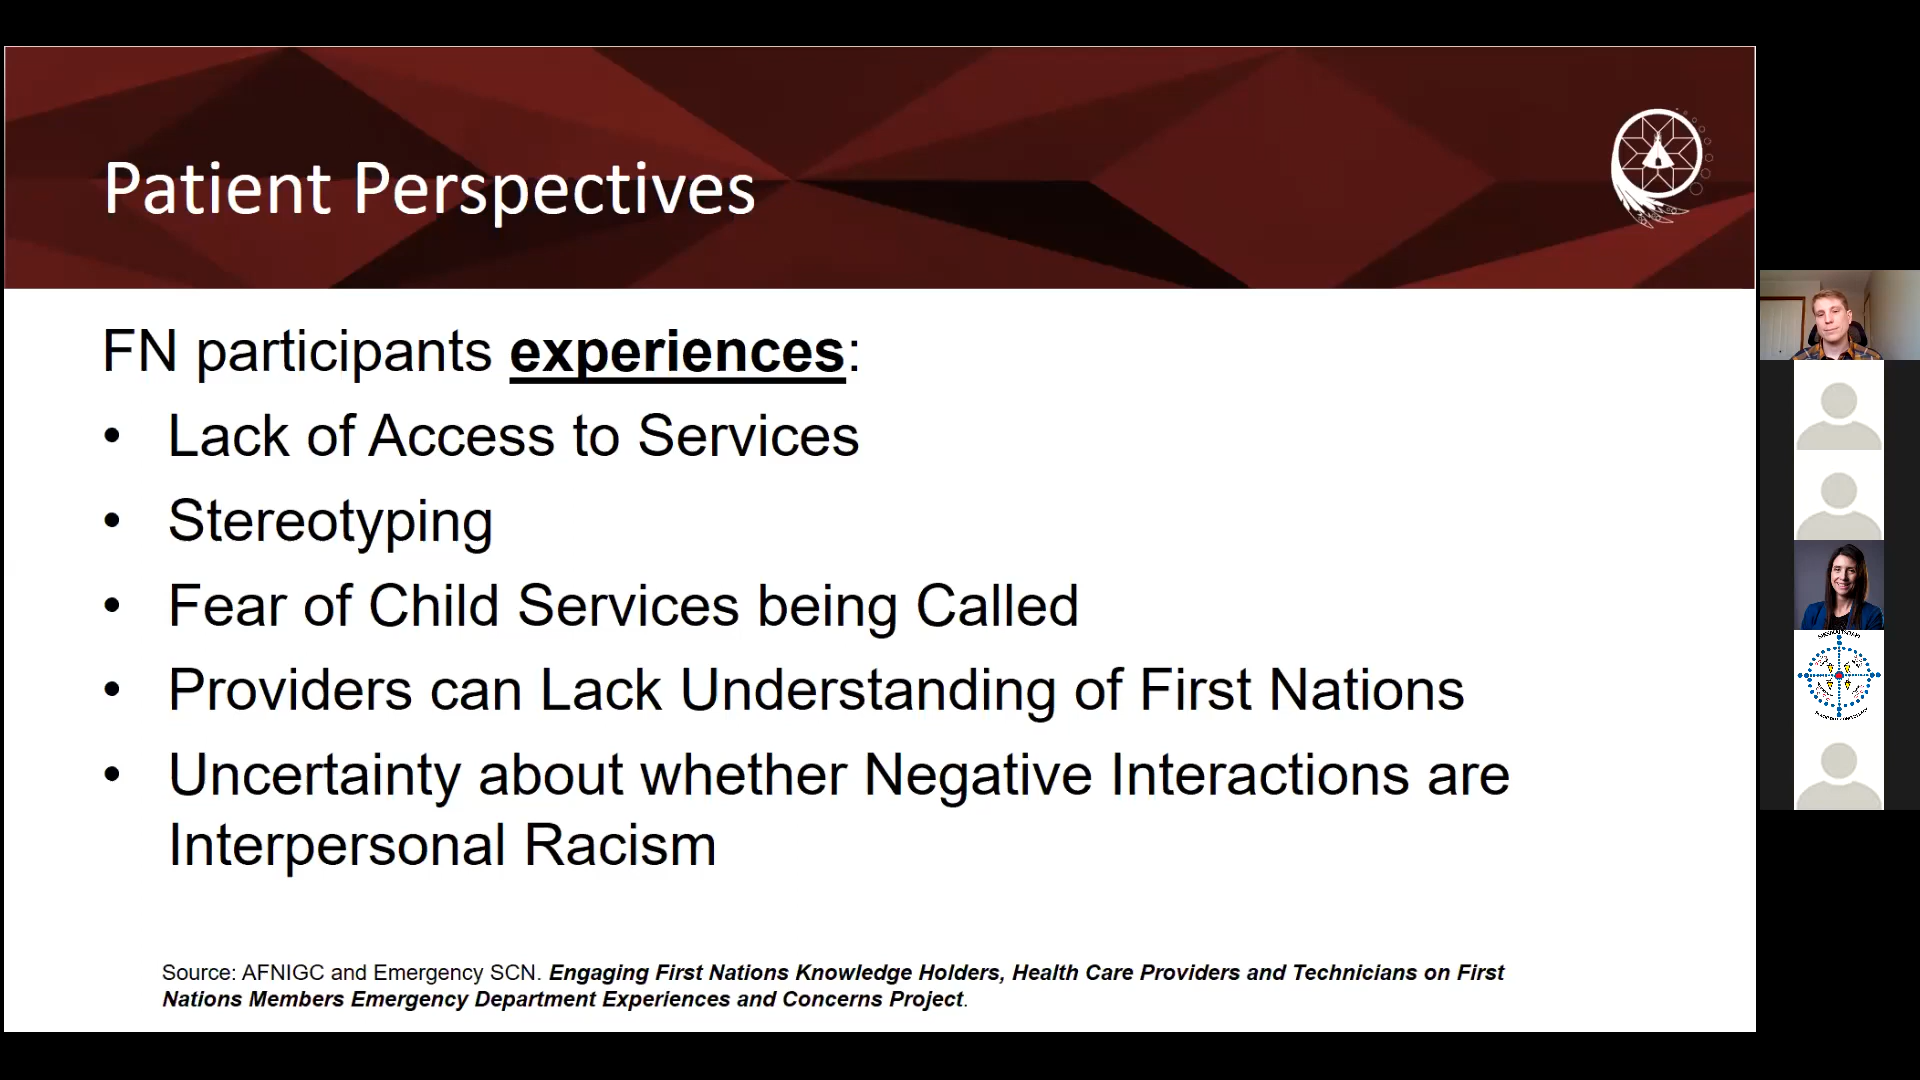 Patient Perspectives
FN participants experiences:
• Lack of Access to Services
• Stereotyping
• Fear of Child Services being Called
• Providers can Lack Understanding of First Nations
• Uncertainty about whether Negative Interactions are
Interpersonal Racism
Source: AFNIGC and Emergency SCN. Engaging First Nations Knowledge Holders, Health Care Providers and Technicians on First
Nations Members Emergency Department Experiences and Concerns Project.